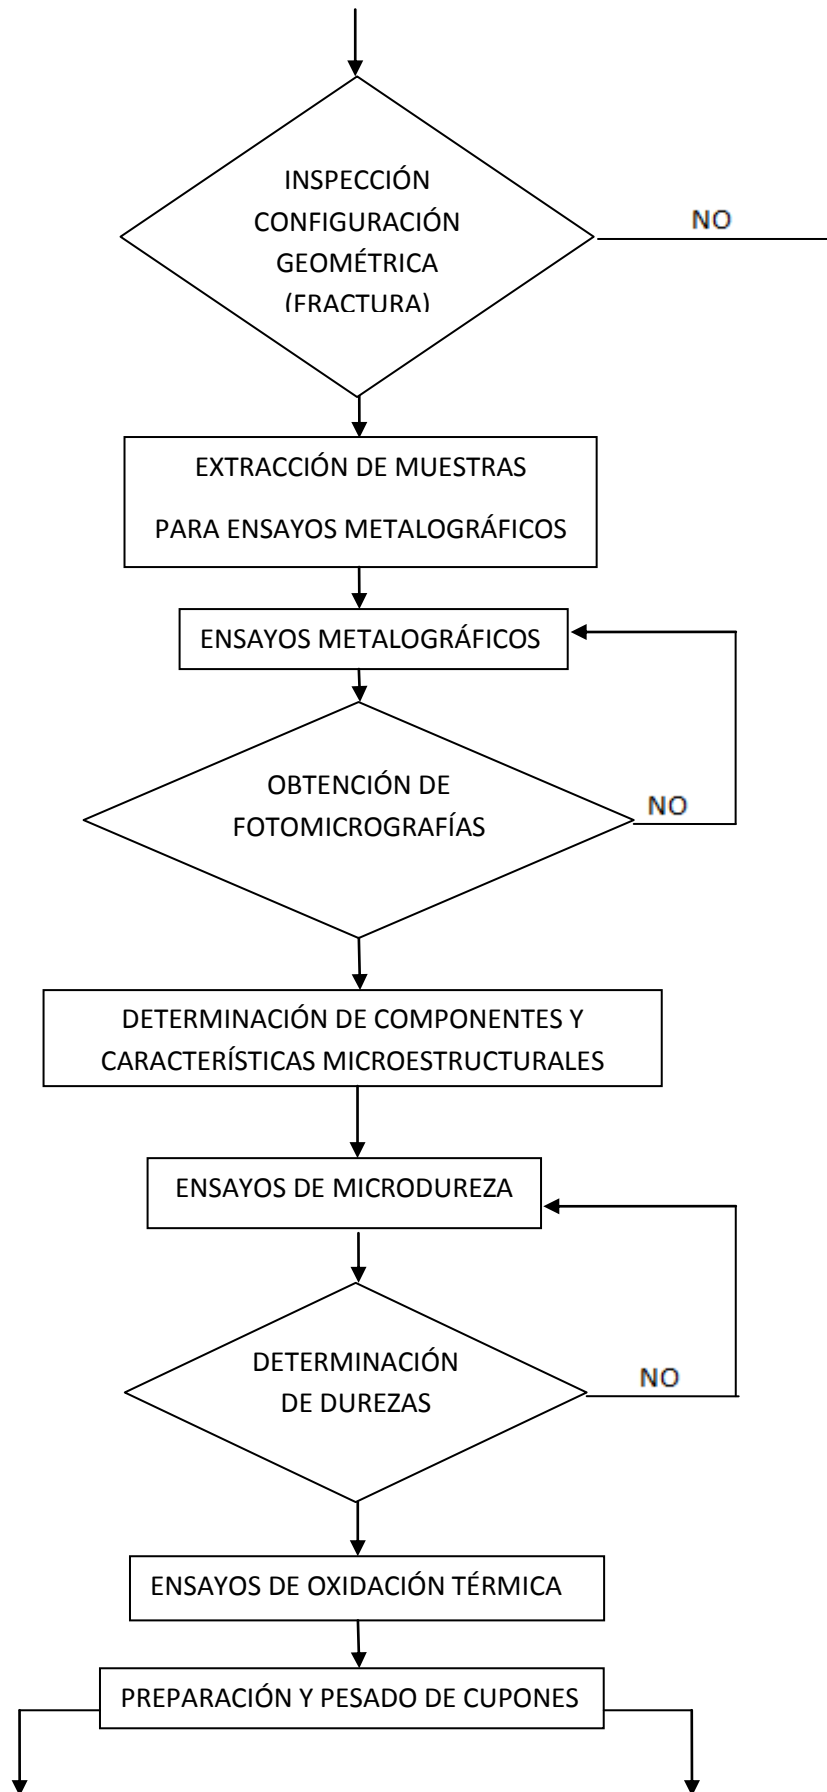 INSPECCIÓN
CONFIGURACIÓN
GEOMÉTRICA
(FRACTURA)
NO
EXTRACCIÓN DE MUESTRAS
PARA ENSAYOS METALOGRÁFICOS
ENSAYOS METALOGRÁFICOS
OBTENCIÓN DE
FOTOMICROGRAFÍAS
NO
DETERMINACIÓN DE COMPONENTES Y
CARACTERÍSTICAS MICROESTRUCTURALES
ENSAYOS DE MICRODUREZA
DETERMINACIÓN
DE DUREZAS
NO
ENSAYOS DE OXIDACIÓN TÉRMICA
PREPARACIÓN Y PESADO DE CUPONES